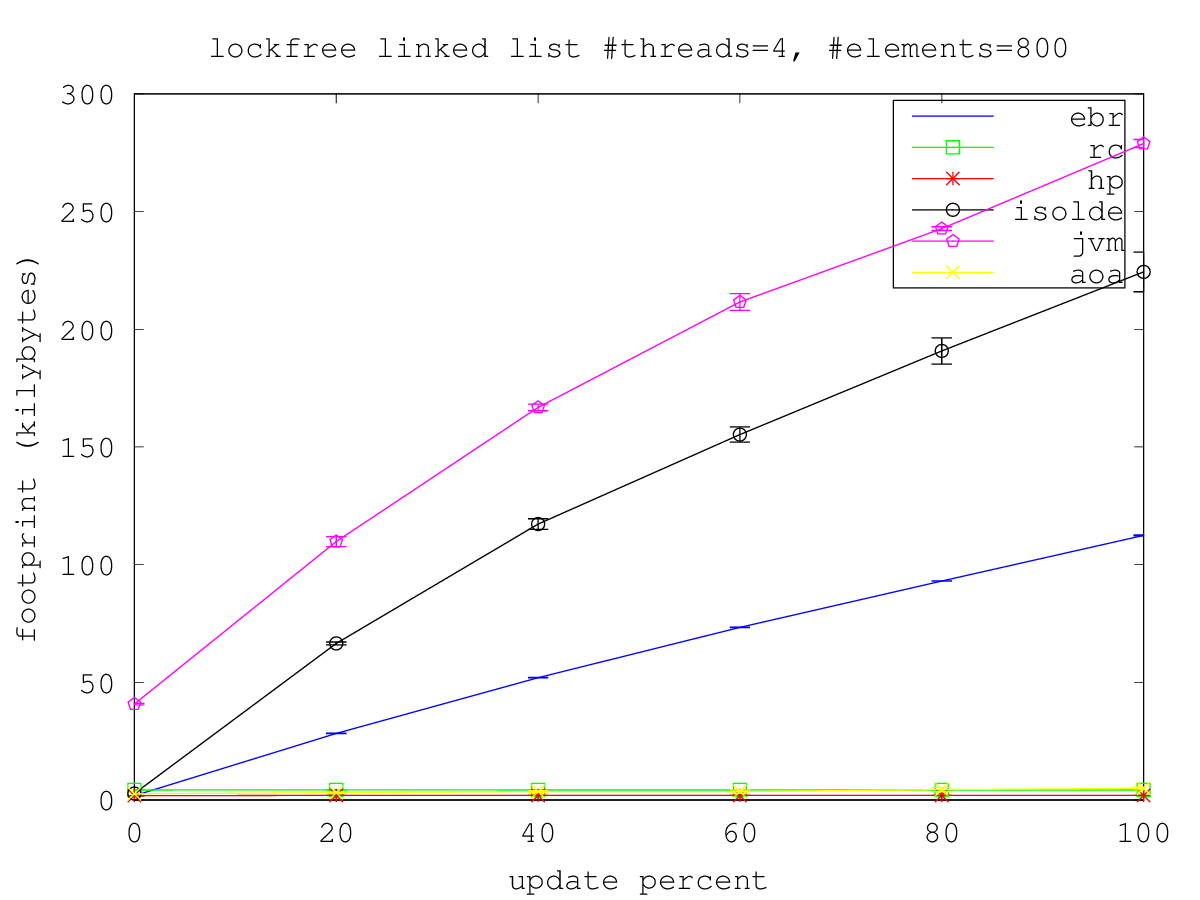 lockfree linked list #threads=4, #elements=800
300
250
200
150
100
50
0
footprint (kilybytes)
ebr
rc
hp
isolde
jvm
aoa
0 20 40 60 80 100
update percent